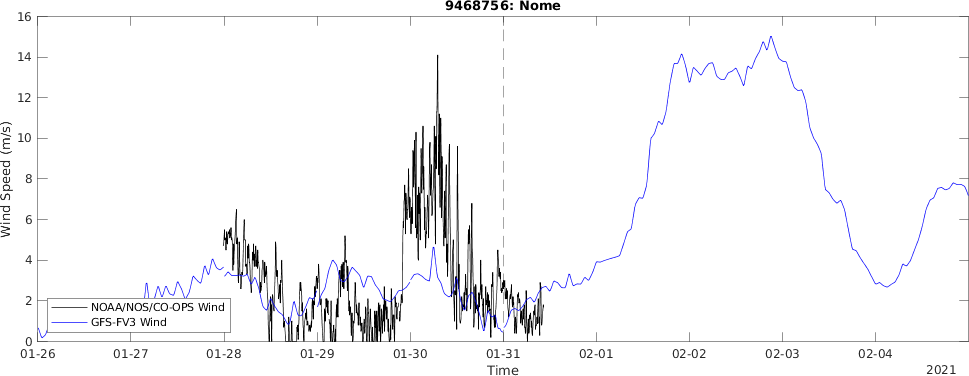 9468756: Nome
16
14
12
10
8
6
4
2
0
Wind Speed (m/s)
NOAA/NOS/CO-OPS Wind
GFS-FV3 Wind
01-26 01-27 01-28 01-29 01-30 01-31 02-01 02-02 02-03 02-04
Time
2021